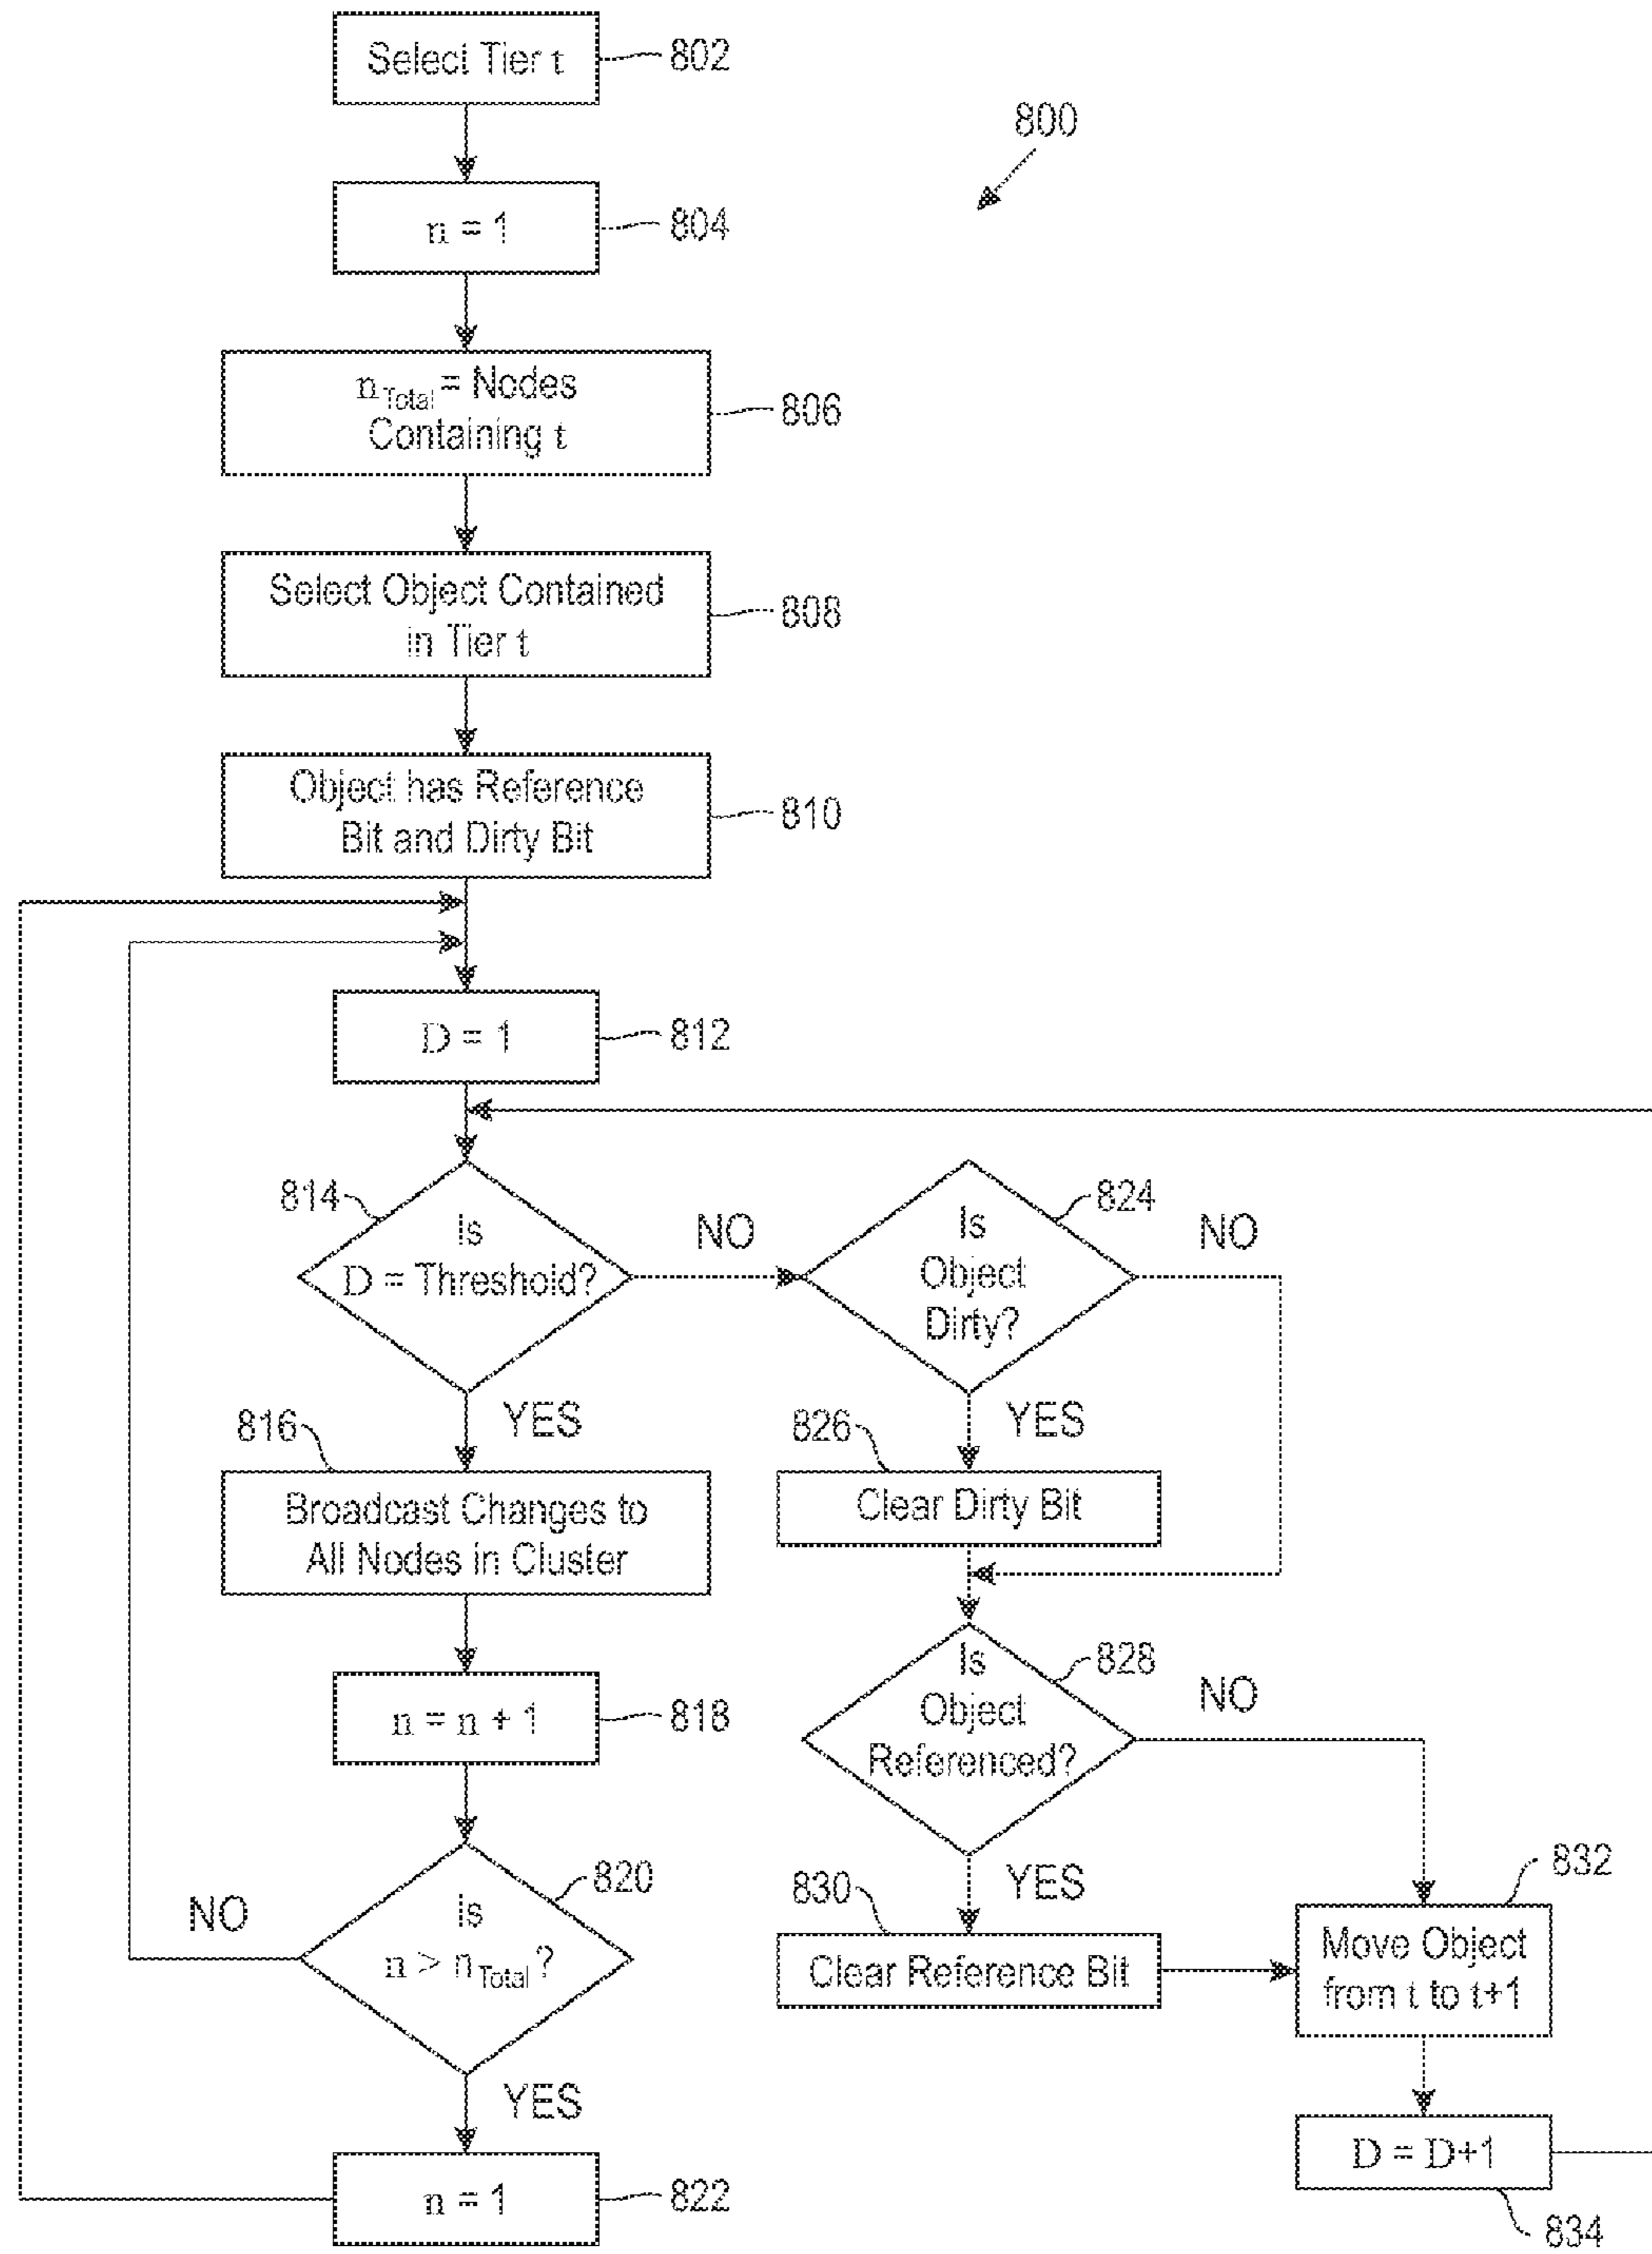 Select Tier t
802
800
n = 1
804
nTotal = Nodes
Containing t
806
Select Object Contained
in Tier t
808
Object has Reference
Bit and Dirty Bit
810
D = 1
812
814
Is
D = Threshold?
NO
YES
824
Is
Object
Dirty?
NO
YES
816
Broadcast Changes to
All Nodes in Cluster
826
Clear Dirty Bit
n = n + 1
818
828
Is
Object
Referenced?
NO
YES
820
Is
n > nTotal?
NO
YES
830
Clear Reference Bit
832
Move Object
from t to t+1
n = 1
822
D = D+1
834